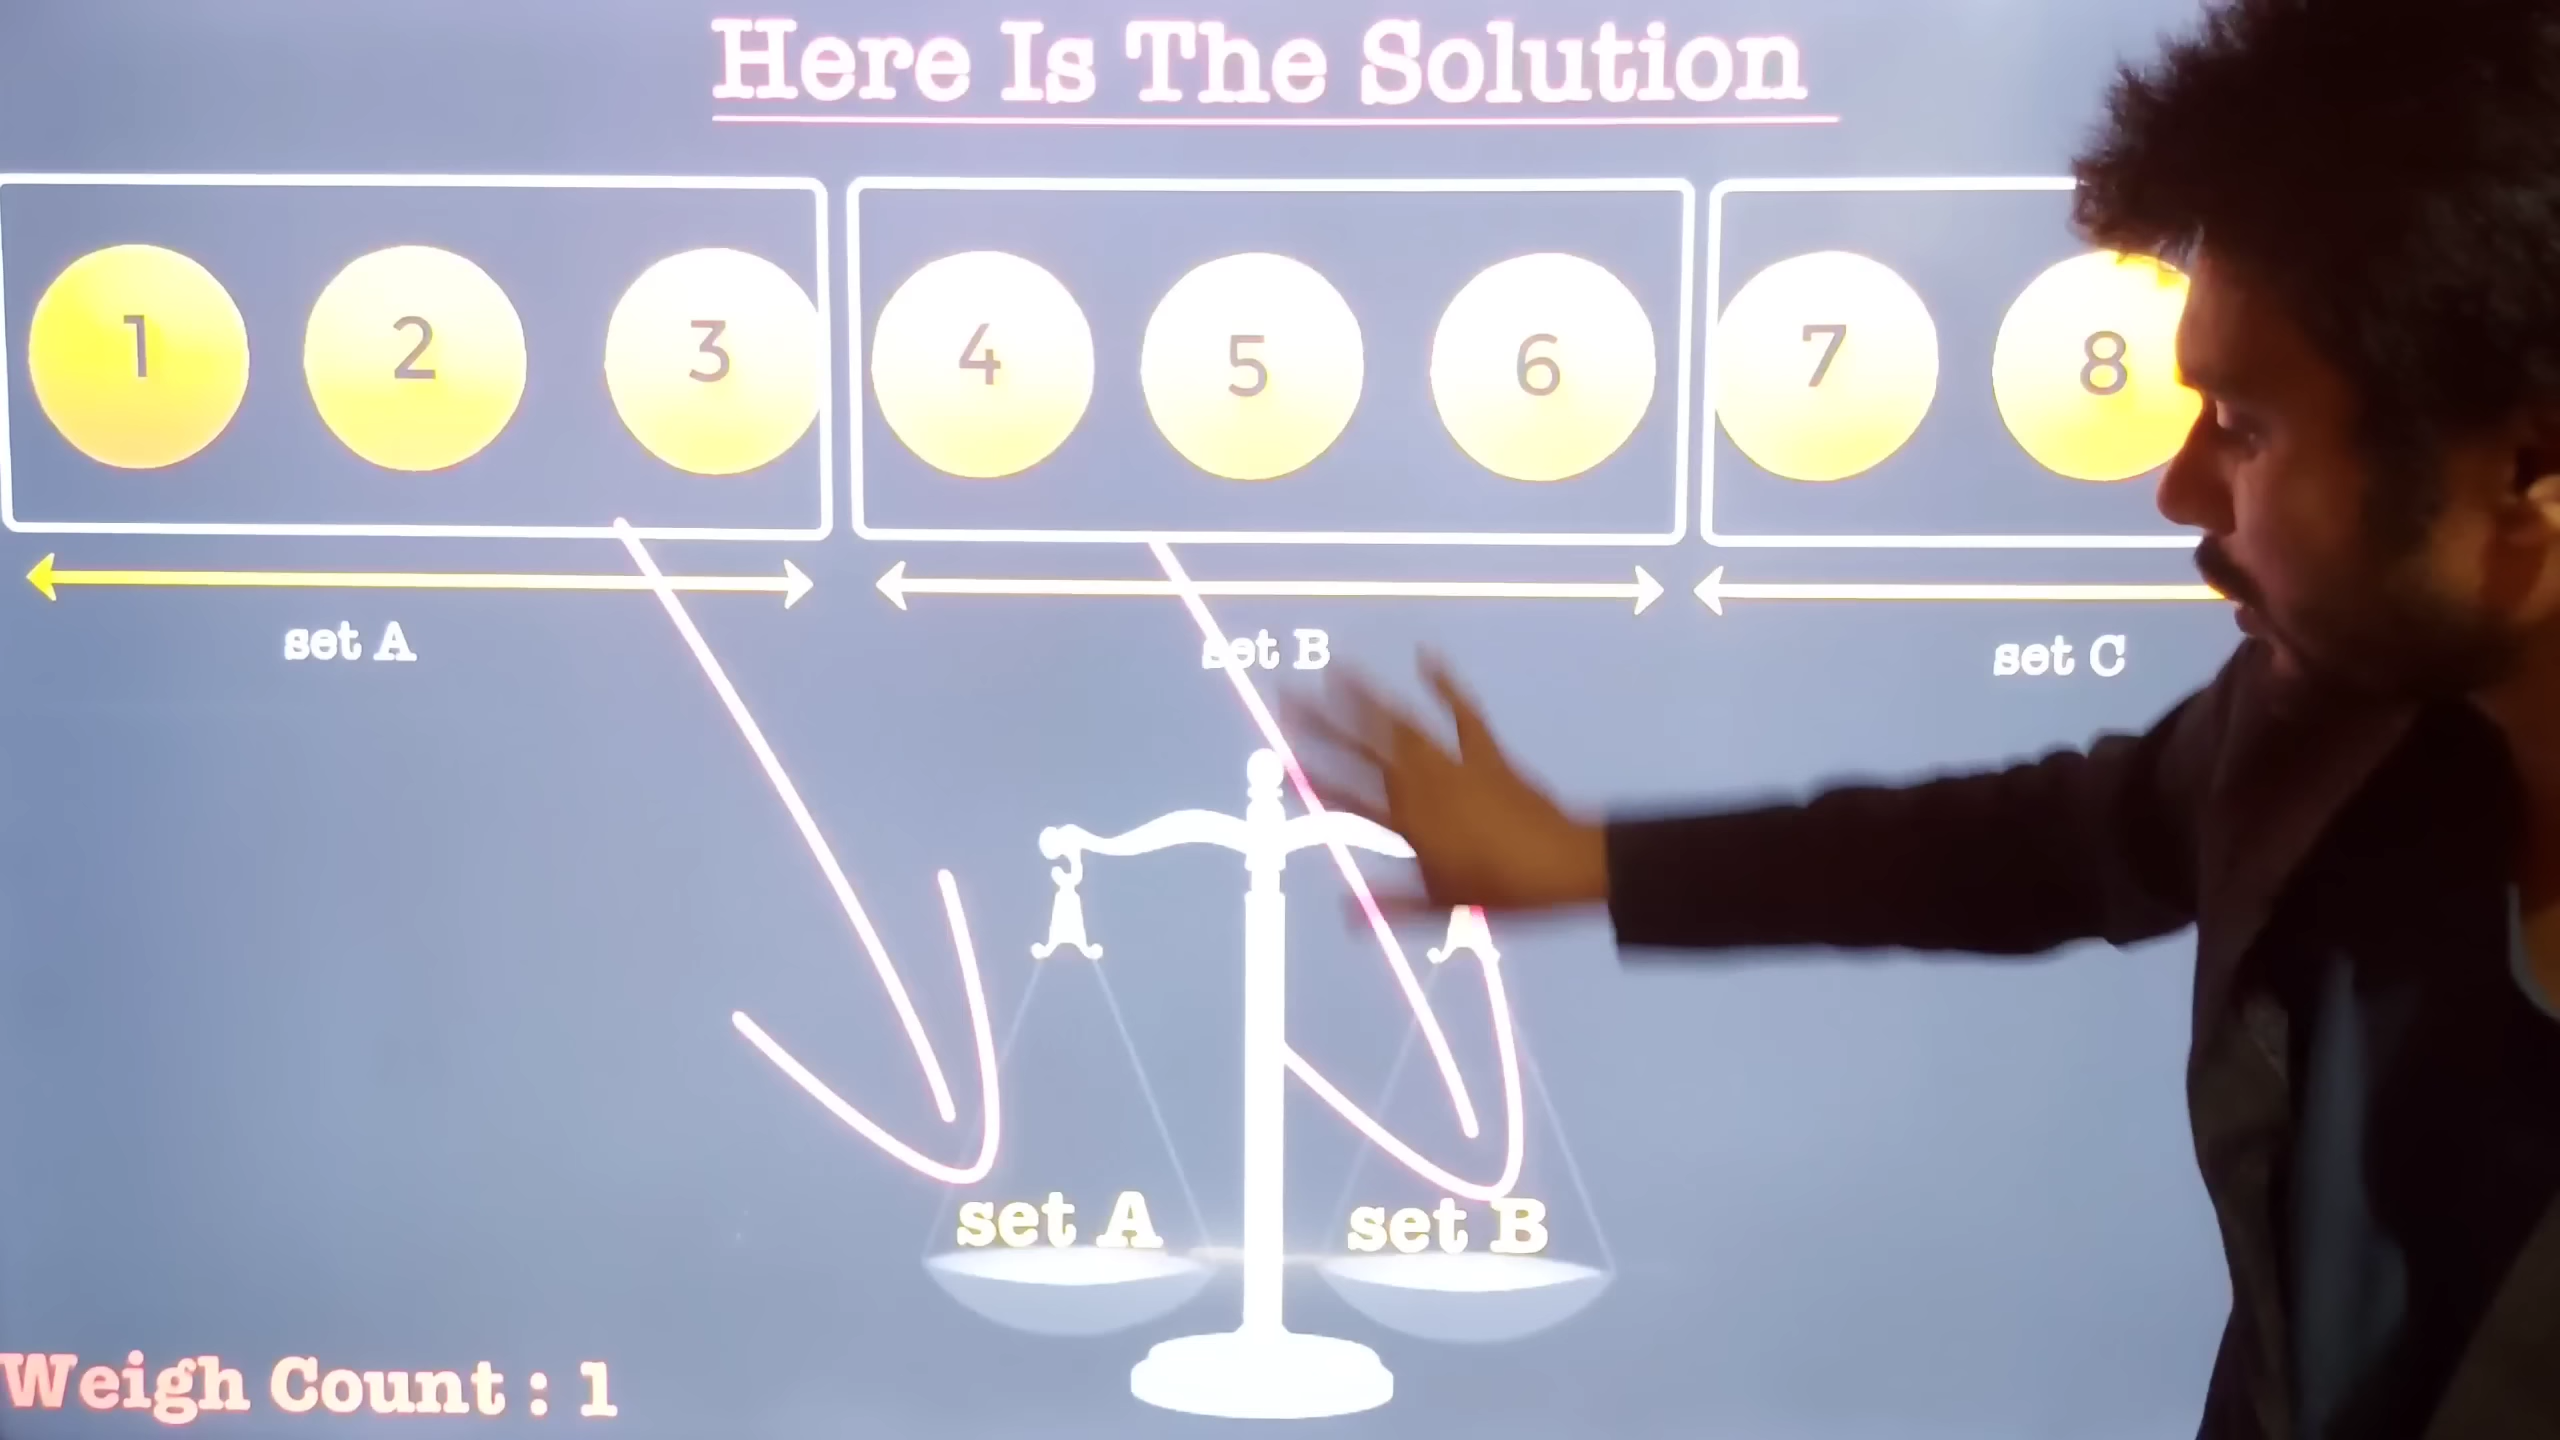 Here Is The Solution
1 2 3 4 5 6 7 8
set A set B set C
set A set B
Weigh Count : 1